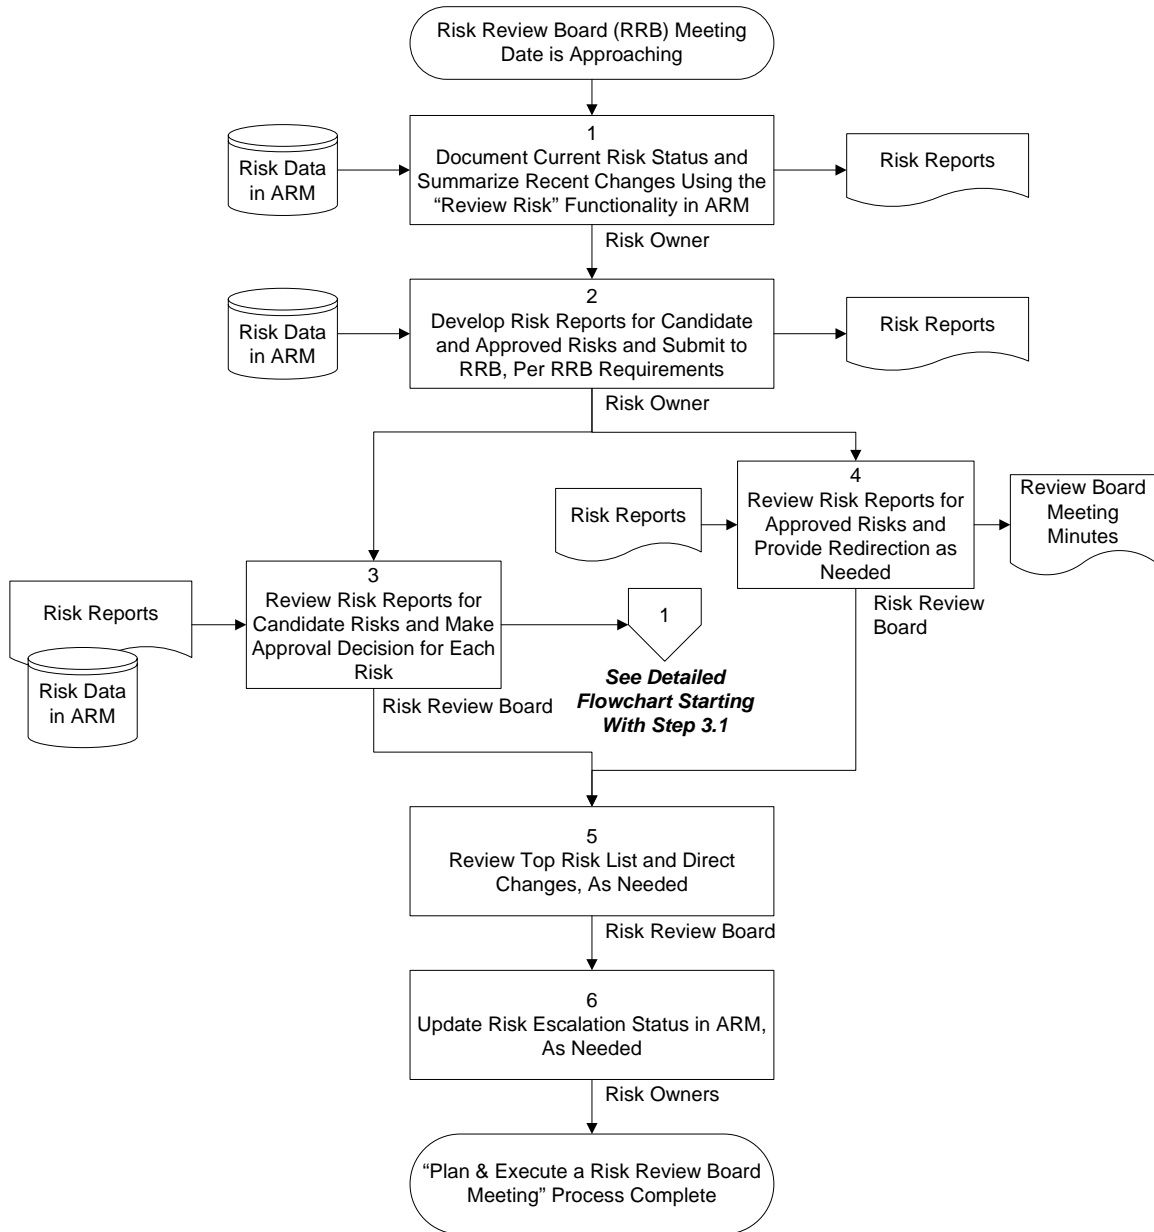 Risk Review Board (RRB) Meeting
Date is Approaching
Risk Data
in ARM
1
Document Current Risk Status and
Summarize Recent Changes Using the
“Review Risk” Functionality in ARM
Risk Reports
Risk Owner
Risk Data
in ARM
2
Develop Risk Reports for Candidate
and Approved Risks and Submit to
RRB, Per RRB Requirements
Risk Reports
Risk Owner
Risk Reports
4
Review Risk Reports for
Approved Risks and
Provide Redirection as
Needed
Review Board
Meeting
Minutes
Risk Review
Board
Risk Reports
Risk Data
in ARM
3
Review Risk Reports for
Candidate Risks and Make
Approval Decision for Each
Risk
Risk Review Board
1
See Detailed
Flowchart Starting
With Step 3.1
5
Review Top Risk List and Direct
Changes, As Needed
Risk Review Board
6
Update Risk Escalation Status in ARM,
As Needed
Risk Owners
“Plan & Execute a Risk Review Board
Meeting” Process Complete